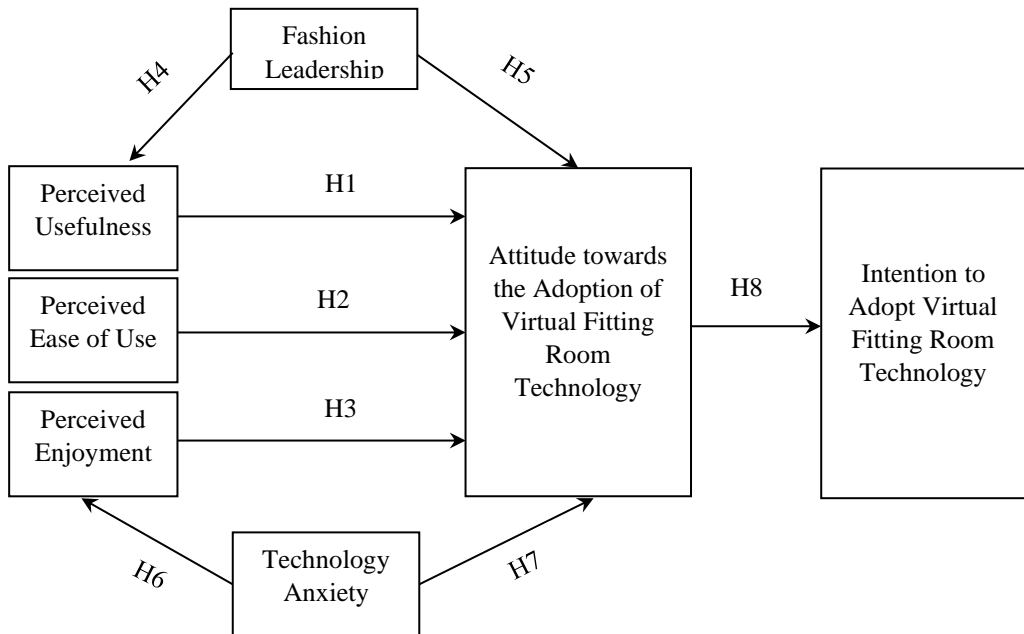 Fashion
Leadership
H4
H5
Perceived
Usefulness
H1
Perceived
Ease of Use
H2
Perceived
Enjoyment
H3
Attitude towards
the Adoption of
Virtual Fitting
Room
Technology
H8
Intention to
Adopt Virtual
Fitting Room
Technology
H6
Technology
Anxiety
H7